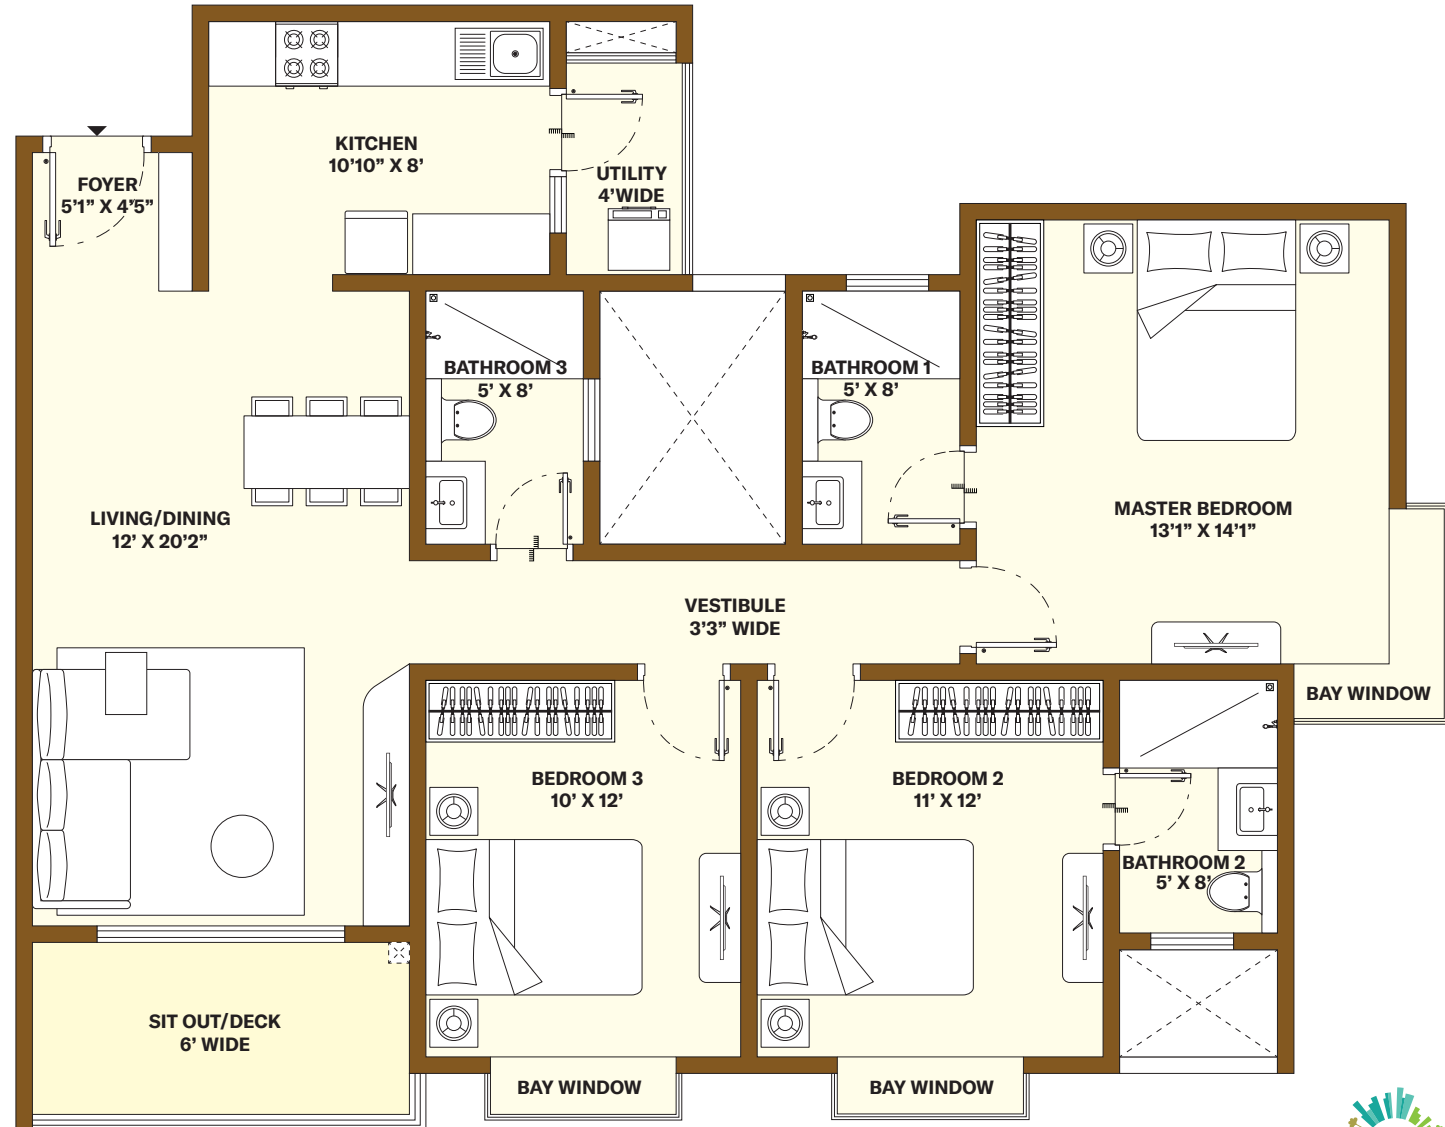 KITCHEN
10’10” X 8’
UTILITY
4’WIDE
FOYER
5’1” X 4’5”
BATHROOM 3
5’ X 8’
BATHROOM 1
5’ X 8’
LIVING/DINING
12’ X 20’2”
MASTER BEDROOM
13’1” X 14’1”
VESTIBULE
3’3” WIDE
BAY WINDOW
BEDROOM 3
10’ X 12’
BEDROOM 2
11’ X 12’
BATHROOM 2
5’ X 8’
SIT OUT/DECK
6’ WIDE
BAY WINDOW
BAY WINDOW